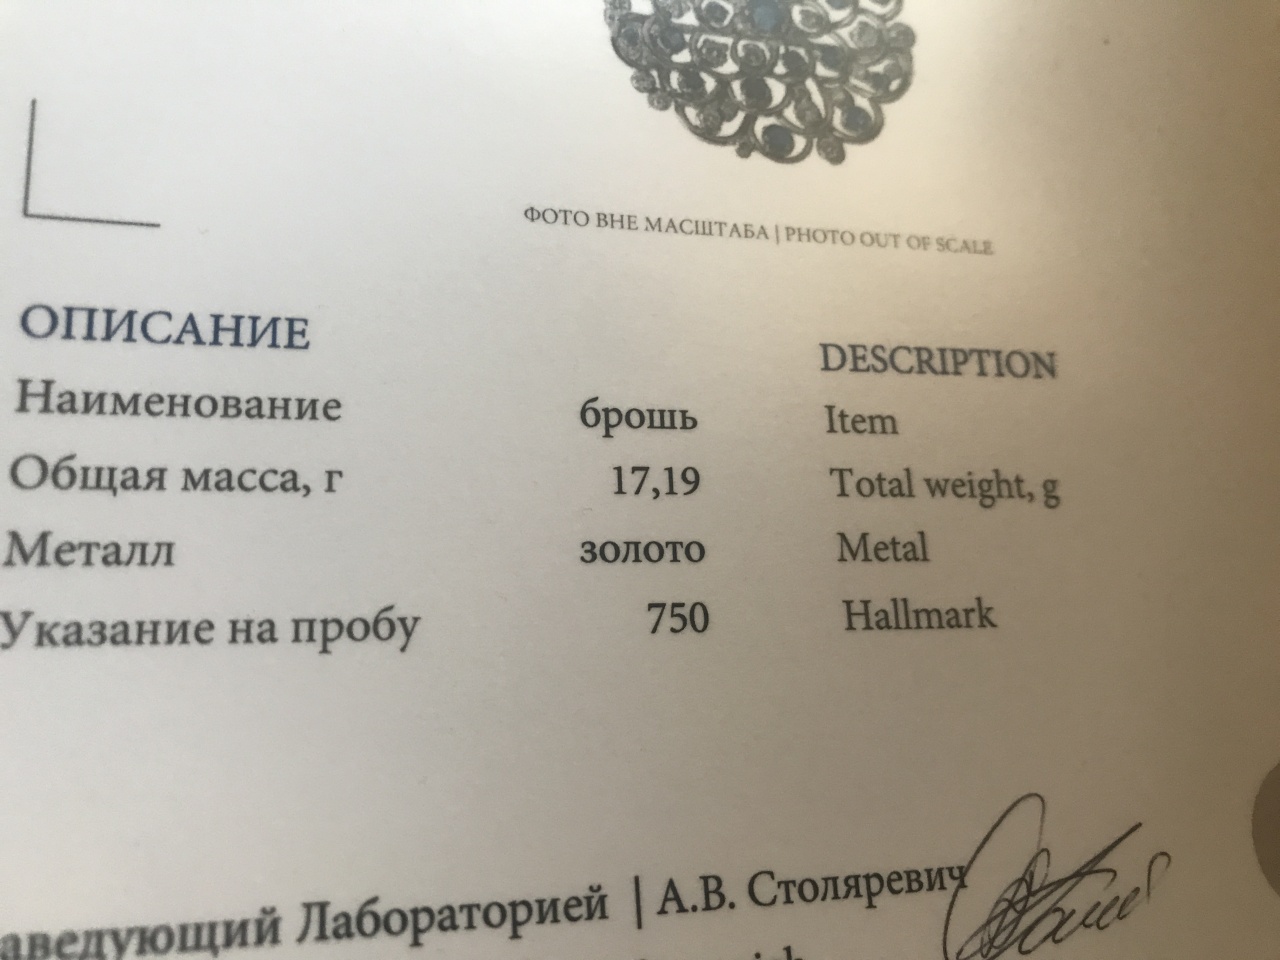 ФОТО ВНЕ МАСШТАБА | PHOTO OUT OF SCALE
ОПИСАНИЕ DESCRIPTION
Наименование брошь Item
Общая масса, г 17,19 Total weight, g
Металл золото Metal
Указание на пробу 750 Hallmark
аведующий Лабораторией | А.В. Столяревич